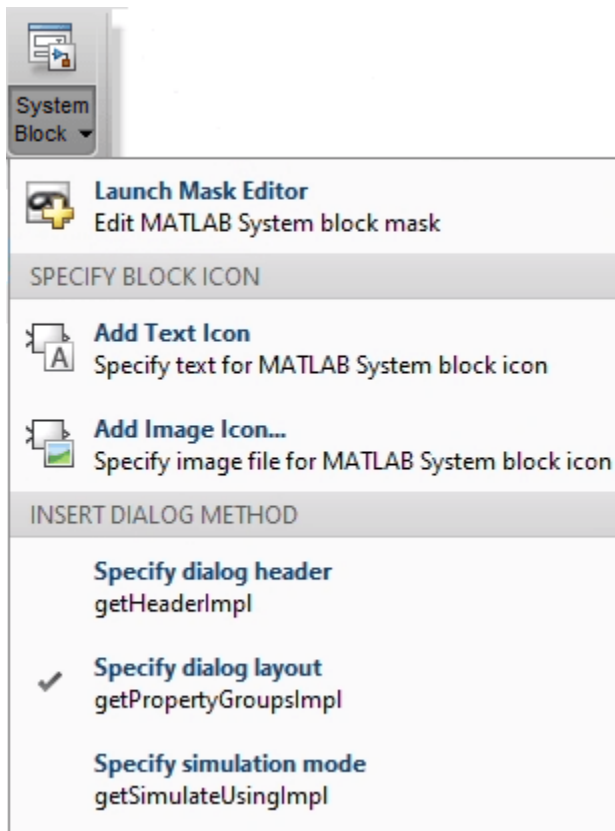 System
Block
Launch Mask Editor
Edit MATLAB System block mask
SPECIFY BLOCK ICON
A
Add Text Icon
Specify text for MATLAB System block icon
Add Image Icon...
Specify image file for MATLAB System block icon
INSERT DIALOG METHOD
Specify dialog header
getHeaderImpl
Specify dialog layout
getPropertyGroupsImpl
Specify simulation mode
getSimulateUsingImpl